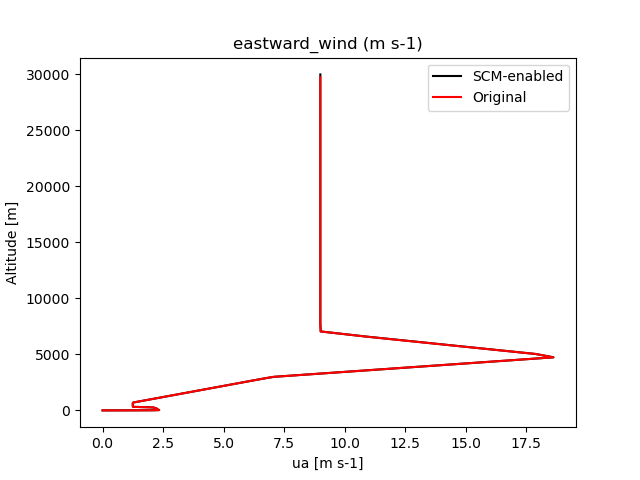 eastward_wind (m s-1)
SCM-enabled
Original
30000
25000
20000
15000
10000
5000
0
Altitude [m]
0.0 2.5 5.0 7.5 10.0 12.5 15.0 17.5
ua [m s-1]